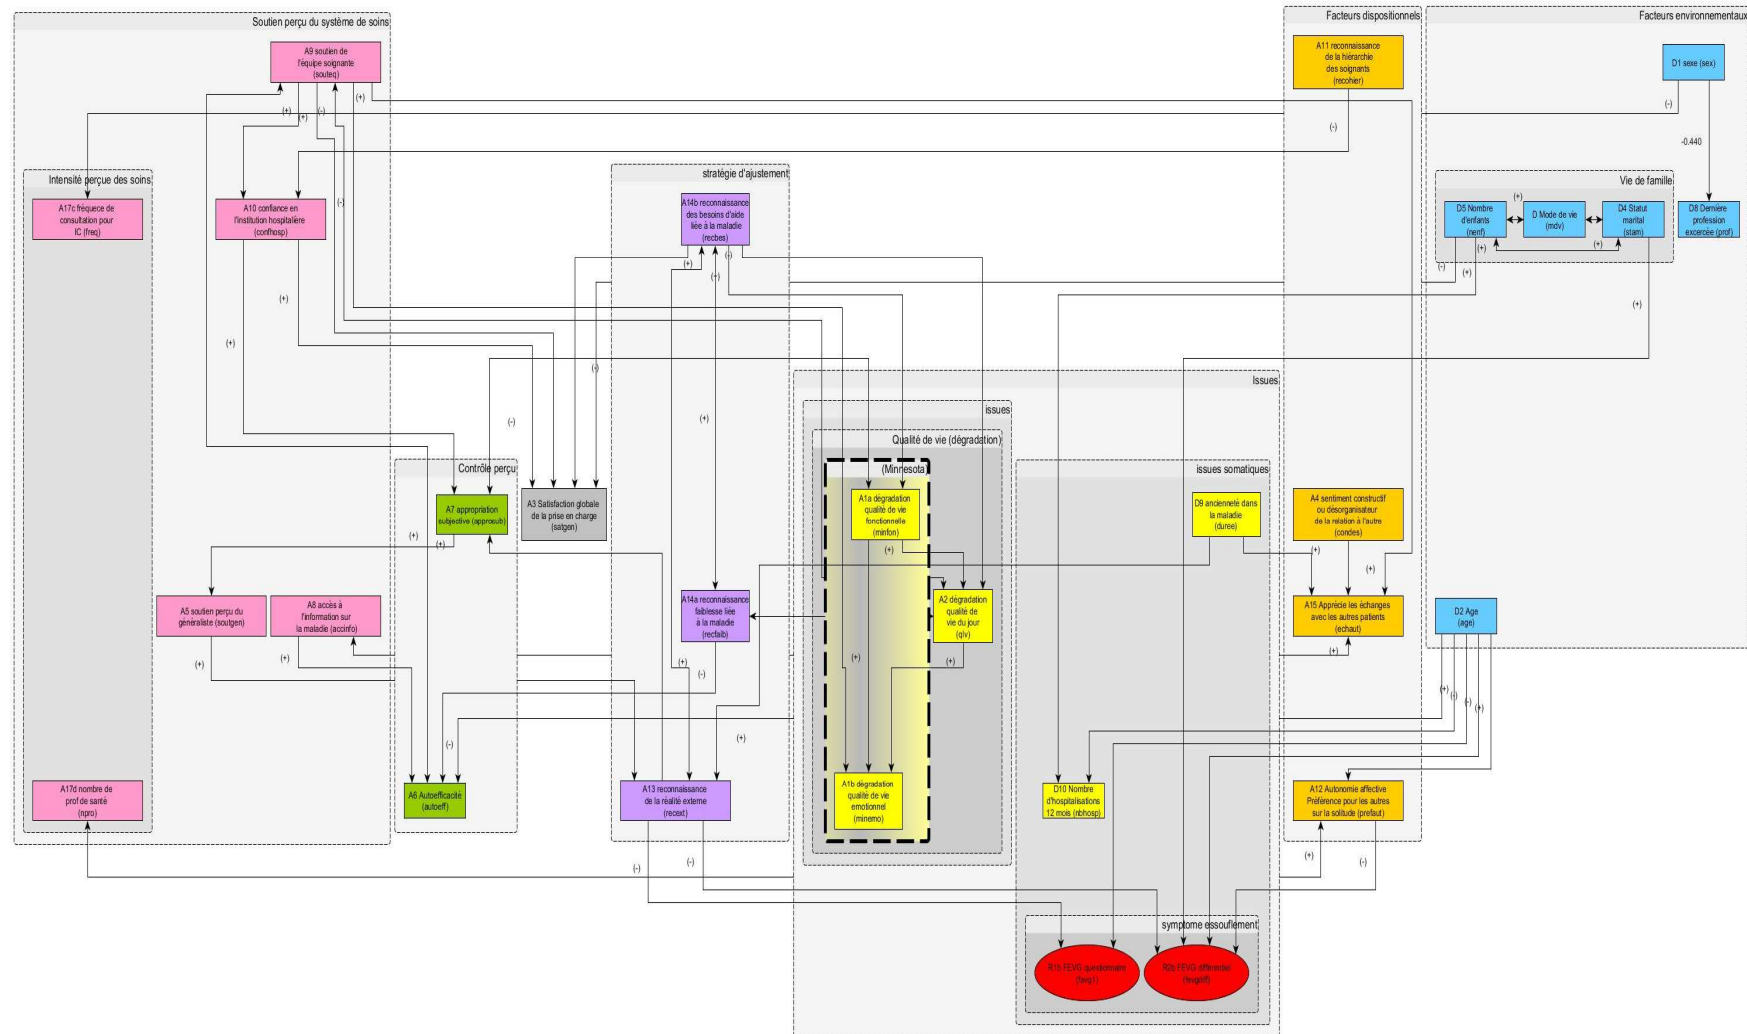 Soutien perçu du système de soins
Facteurs dispositionnels
Facteurs environnementaux
A9 soutien de
l'équipe soignante
(souteq)
A11 reconnaissance
de la hiérarchie
des soignants
(recohier)
D1 sexe (sex)
(+)
(+)
(+)
(-)
(-)
(-)
-0.440
Intensité perçue des soins
stratégie d'ajustement
Vie de famille
A17c fréquece de
consultation pour
IC (freq)
A10 confiance en
l'institution hospitalière
(confhosp)
(-)
A14b reconnaissance
des besoins d'aide
liée à la maladie
(recbes)
D5 Nombre
d'enfants
(nenf)
(+)
D Mode de vie
(mdv)
D4 Statut
marital
(stam)
D8 Dernière
profession
excercée (prof)
(+)
(+)
(+)
(-)
(-)
(+)
(+)
(+)
(+)
(+)
Issues
issues
(-)
(+)
Qualité de vie (dégradation)
Contrôle perçu
(Minnesota)
issues somatiques
A7 appropriation
subjective (approsub)
A3 Satisfaction globale
de la prise en charge
(satgen)
A1a dégradation
qualité de vie
fonctionnelle
(minfon)
D9 ancienneté dans
la maladie
(duree)
A4 sentiment constructif
ou désorganisateur
de la relation à l'autre
(condes)
(+)
(+)
(+)
(+)
(+)
A5 soutien perçu du
généraliste (soutgen)
A8 accès à
l'information sur
la maladie (accinfo)
A14a reconnaissance
faiblesse liée
à la maladie
(recfaib)
A2 dégradation
qualité de
vie du jour
(qlv)
A15 Apprécie les échanges
avec les autres patients
(echaut)
D2 Age
(age)
(+)
(+)
(+)
(-)
(+)
(+)
(+)
(+)
(-)
(-)
(+)
(-)
(+)
A17d nombre de
prof de santé
(npro)
A6 Autoefficacité
(autoeff)
A13 reconnaissance
de la réalité externe
(recext)
A1b dégradation
qualité de vie
emotionnel
(minemo)
D10 Nombre
d'hospitalisations
12 mois (nbhosp)
A12 Autonomie affective
Préférence pour les autres
sur la solitude (prefaut)
(-)
(-)
(+)
(-)
symptome essouflement
R1b FEVG questionnaire
(fevg1)
R2b FEVG différentiel
(fevgdiff)